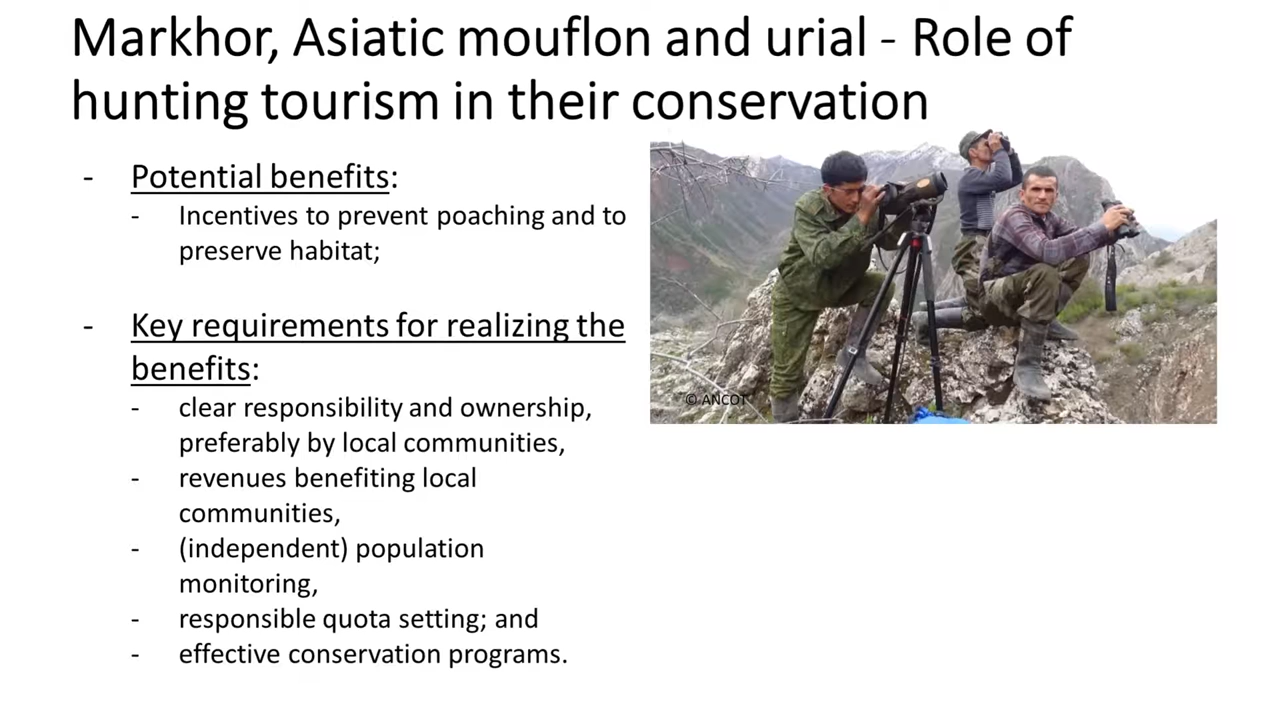 Markhor, Asiatic mouflon and urial - Role of
hunting tourism in their conservation
- Potential benefits:
- Incentives to prevent poaching and to
preserve habitat;
- Key requirements for realizing the
benefits:
- clear responsibility and ownership,
preferably by local communities,
- revenues benefiting local
communities,
- (independent) population
monitoring,
- responsible quota setting; and
- effective conservation programs.
© ANCOT